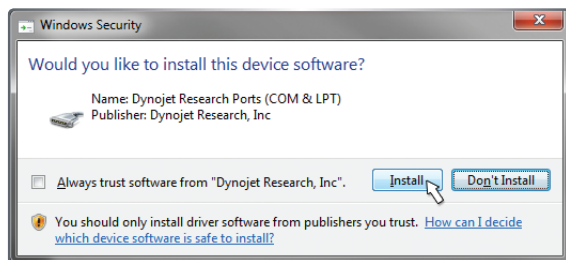 Windows Security
Would you like to install this device software?
Name: Dynojet Research Ports (COM & LPT)
Publisher: Dynojet Research, Inc
Always trust software from "Dynojet Research, Inc".
Install
Don't Install
You should only install driver software from publishers you trust. How can I decide
which device software is safe to install?